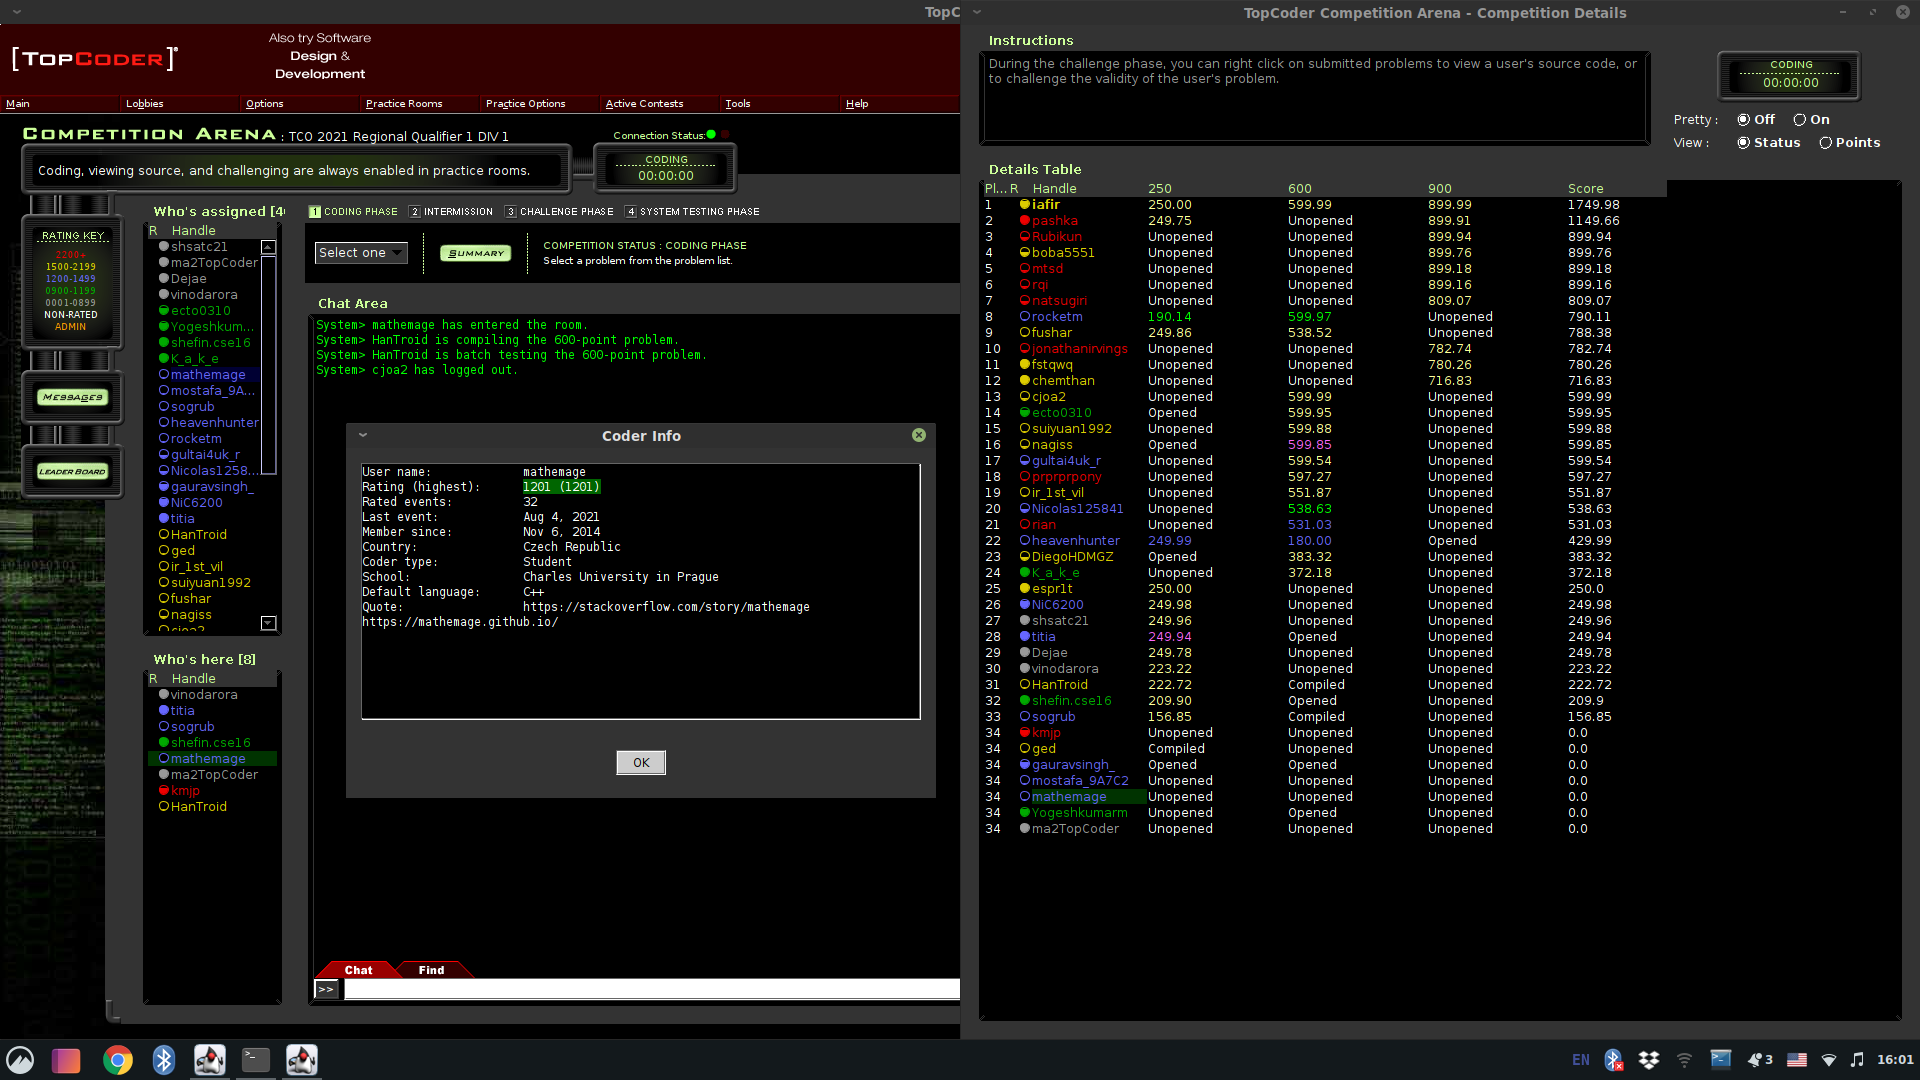 TopC
[TOPCODER]
Also try Software
Design &
Development
Main Lobbies Options Practice Rooms Practice Options Active Contests Tools Help
COMPETITION ARENA : TCO 2021 Regional Qualifier 1 DIV 1
Connection Status:
Coding, viewing source, and challenging are always enabled in practice rooms.
CODING
00:00:00
RATING KEY
2200+
1500-2199
1200-1499
0900-1199
0001-0899
NON-RATED
ADMIN
MESSAGES
LEADER BOARD
Who's assigned [4
R Handle
shsatc21
ma2TopCoder
Dejae
vinodarora
ecto0310
Yogeshkum...
shefin.cse16
K_a_k_e
mathemage
mostafa_9A...
sogrub
heavenhunter
rocketm
gultai4uk_r
Nicolas1258...
gauravsingh_
NiC6200
titia
HanTroid
ged
ir_1st_vil
suiyuan1992
fushar
nagiss
cjoa2
Who's here [8]
R Handle
vinodarora
titia
sogrub
shefin.cse16
mathemage
ma2TopCoder
kmjp
HanTroid
1 CODING PHASE 2 INTERMISSION 3 CHALLENGE PHASE 4 SYSTEM TESTING PHASE
Select one
SUMMARY
COMPETITION STATUS : CODING PHASE
Select a problem from the problem list.
Chat Area
System> mathemage has entered the room.
System> HanTroid is compiling the 600-point problem.
System> HanTroid is batch testing the 600-point problem.
System> cjoa2 has logged out.
Coder Info
User name: mathemage
Rating (highest): 1201 (1201)
Rated events: 32
Last event: Aug 4, 2021
Member since: Nov 6, 2014
Country: Czech Republic
Coder type: Student
School: Charles University in Prague
Default language: C++
Quote: https://stackoverflow.com/story/mathemage
https://mathemage.github.io/
OK
Chat Find
>>
TopCoder Competition Arena - Competition Details
Instructions
During the challenge phase, you can right click on submitted problems to view a user's source code, or
to challenge the validity of the user's problem.
CODING
00:00:00
Pretty : Off On
View : Status Points
Details Table
Pl... R Handle 250 600 900 Score
1 iafir 250.00 599.99 899.99 1749.98
2 pashka 249.75 Unopened 899.91 1149.66
3 Rubikun Unopened Unopened 899.94 899.94
4 boba5551 Unopened Unopened 899.76 899.76
5 mtsd Unopened Unopened 899.18 899.18
6 rql Unopened Unopened 899.16 899.16
7 natsugiri Unopened Unopened 809.07 809.07
8 rocketm 190.14 599.97 Unopened 790.11
9 fushar 249.86 538.52 Unopened 788.38
10 jonathanirvings Unopened Unopened 782.74 782.74
11 fstqwq Unopened Unopened 780.26 780.26
12 chemthan Unopened Unopened 716.83 716.83
13 cjoa2 Unopened 599.99 Unopened 599.99
14 ecto0310 Opened 599.95 Unopened 599.95
15 suiyuan1992 Unopened 599.88 Unopened 599.88
16 nagiss Opened 599.85 Unopened 599.85
17 gultai4uk_r Unopened 599.54 Unopened 599.54
18 prprprpony Unopened 597.27 Unopened 597.27
19 ir_1st_vil Unopened 551.87 Unopened 551.87
20 Nicolas125841 Unopened 538.63 Unopened 538.63
21 rian Unopened 531.03 Unopened 531.03
22 heavenhunter 249.99 180.00 Opened 429.99
23 DiegoHDMGZ Opened 383.32 Unopened 383.32
24 K_a_k_e Unopened 372.18 Unopened 372.18
25 espr1t 250.00 Unopened Unopened 250.0
26 NiC6200 249.98 Unopened Unopened 249.98
27 shsatc21 249.96 Unopened Unopened 249.96
28 titia 249.94 Opened Unopened 249.94
29 Dejae 249.78 Unopened Unopened 249.78
30 vinodarora 223.22 Unopened Unopened 223.22
31 HanTroid 222.72 Compiled Unopened 222.72
32 shefin.cse16 209.90 Opened Unopened 209.9
33 sogrub 156.85 Compiled Unopened 156.85
34 kmjp Unopened Unopened Unopened 0.0
34 ged Compiled Unopened Unopened 0.0
34 gauravsingh_ Opened Opened Unopened 0.0
34 mostafa_9A7C2 Unopened Unopened Unopened 0.0
34 mathemage Unopened Unopened Unopened 0.0
34 Yogeshkumarm Unopened Opened Unopened 0.0
34 ma2TopCoder Unopened Unopened Unopened 0.0
EN 3 16:01